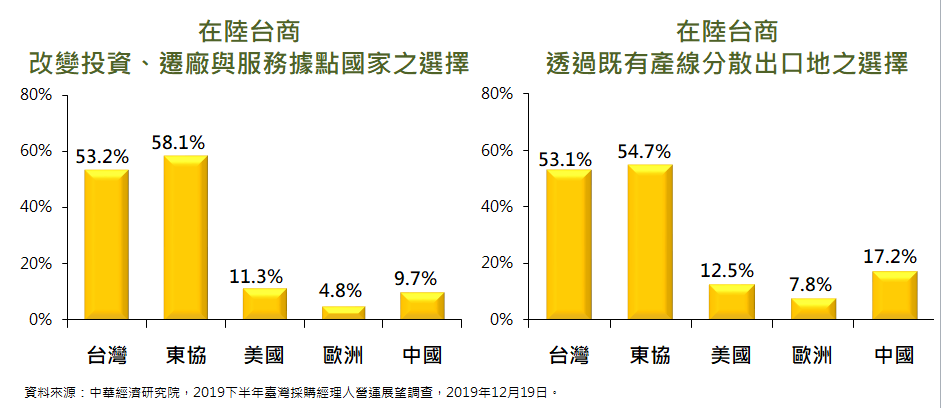 在陸台商
改變投資、遷廠與服務據點國家之選擇
80%
60%
40%
20%
0%
53.2%
58.1%
11.3%
4.8%
9.7%
台灣
東協
美國
歐洲
中國
在陸台商
透過既有產線分散出口地之選擇
80%
60%
40%
20%
0%
53.1%
54.7%
12.5%
7.8%
17.2%
台灣
東協
美國
歐洲
中國
資料來源：中華經濟研究院，2019下半年臺灣採購經理人營運展望調查，2019年12月19日。